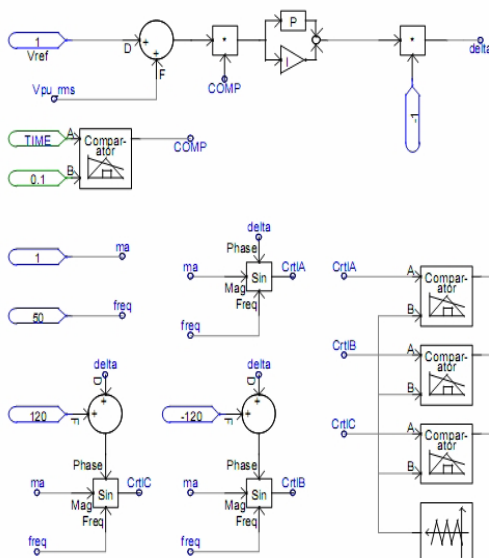 1
D
Vref
+
+
F
*
P
I
*
delta
Vpu_rms
COMP
-1
TIME
A
Compar-
ator
COMP
0.1
B
1
ma
delta
Phase
ma
Sin
CrtlA
Mag
Freq
freq
50
freq
CrtlA
A
Compar-
ator
B
CrtlB
A
Compar-
ator
B
CrtlC
A
Compar-
ator
B
delta
D
120
+
+
F
Phase
ma
Sin
CrtlC
Mag
Freq
freq
delta
D
-120
+
+
F
Phase
ma
Sin
CrtlB
Mag
Freq
freq